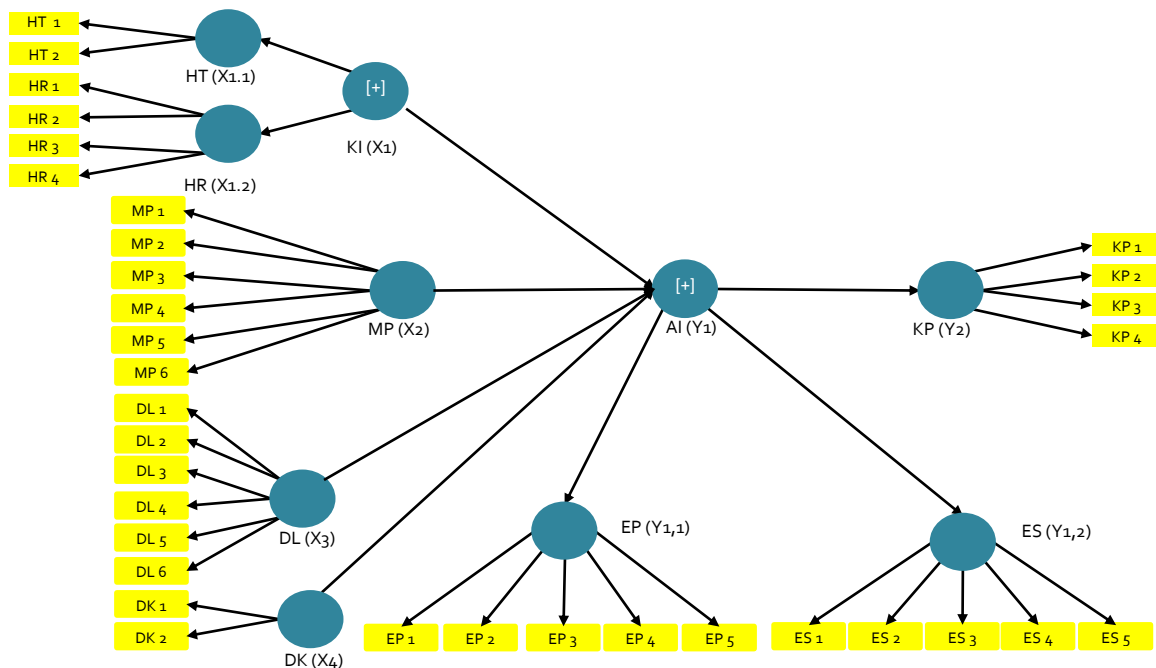 HT 1
HT 2
HT (X1.1)
HR 1
HR 2
HR 3
HR 4
HR (X1.2)
[+]
KI (X1)
MP 1
MP 2
MP 3
MP 4
MP 5
MP 6
MP (X2)
[+]
AI (Y1)
KP (Y2)
KP 1
KP 2
KP 3
KP 4
DL 1
DL 2
DL 3
DL 4
DL 5
DL 6
DL (X3)
DK 1
DK 2
DK (X4)
EP (Y1,1)
EP 1
EP 2
EP 3
EP 4
EP 5
ES (Y1,2)
ES 1
ES 2
ES 3
ES 4
ES 5